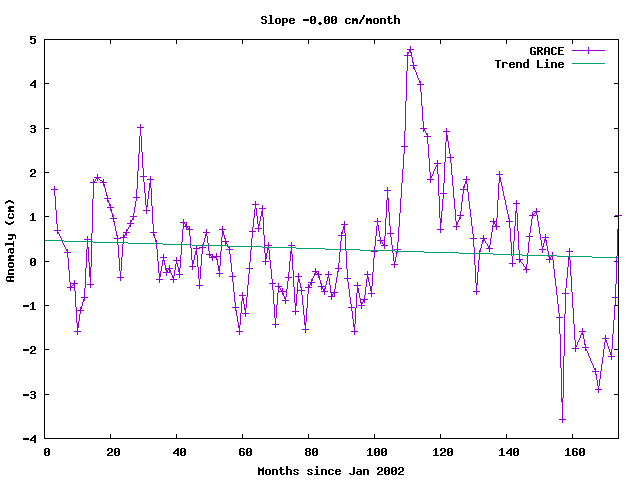 Slope -0.00 cm/month
GRACE
Trend Line
Anomaly (cm)
5
4
3
2
1
0
-1
-2
-3
-4
0 20 40 60 80 100 120 140 160
Months since Jan 2002